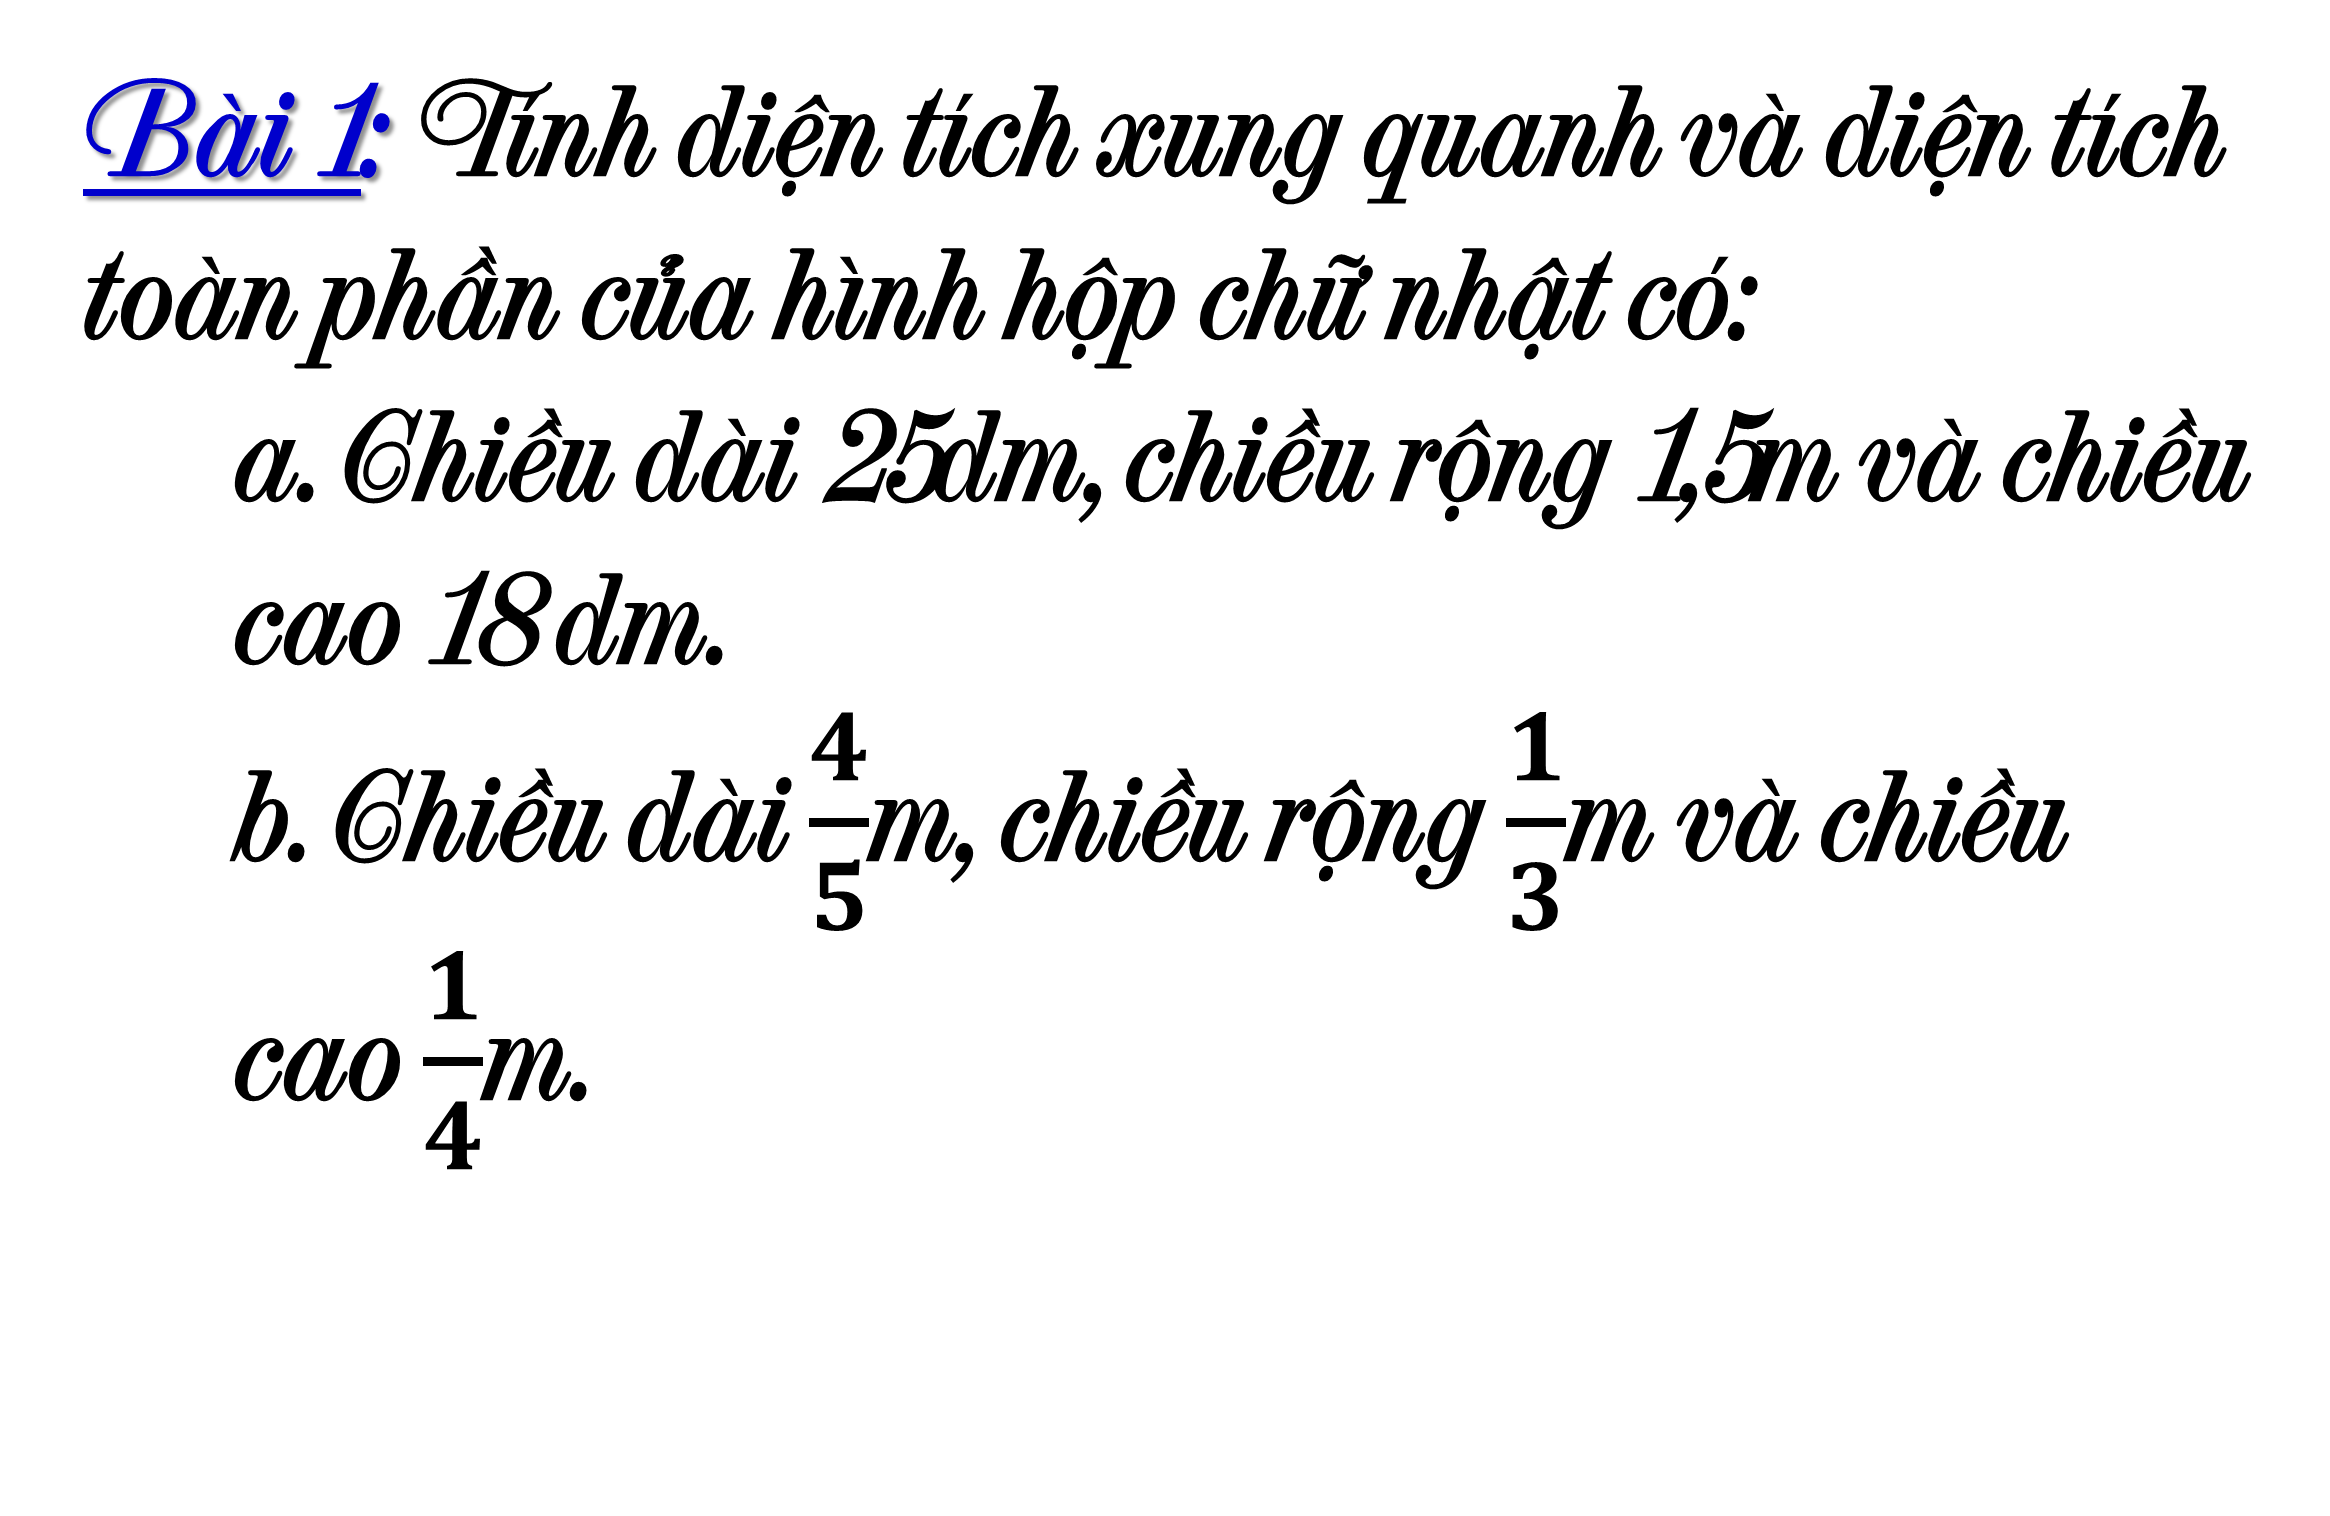 Bài 1: Tính diện tích xung quanh và diện tích
toàn phần của hình hộp chữ nhật có:
a. Chiều dài 25dm, chiều rộng 1,5m và chiều
cao 18 dm.
b. Chiều dài 4/5 m, chiều rộng 1/3 m và chiều
cao 1/4 m.